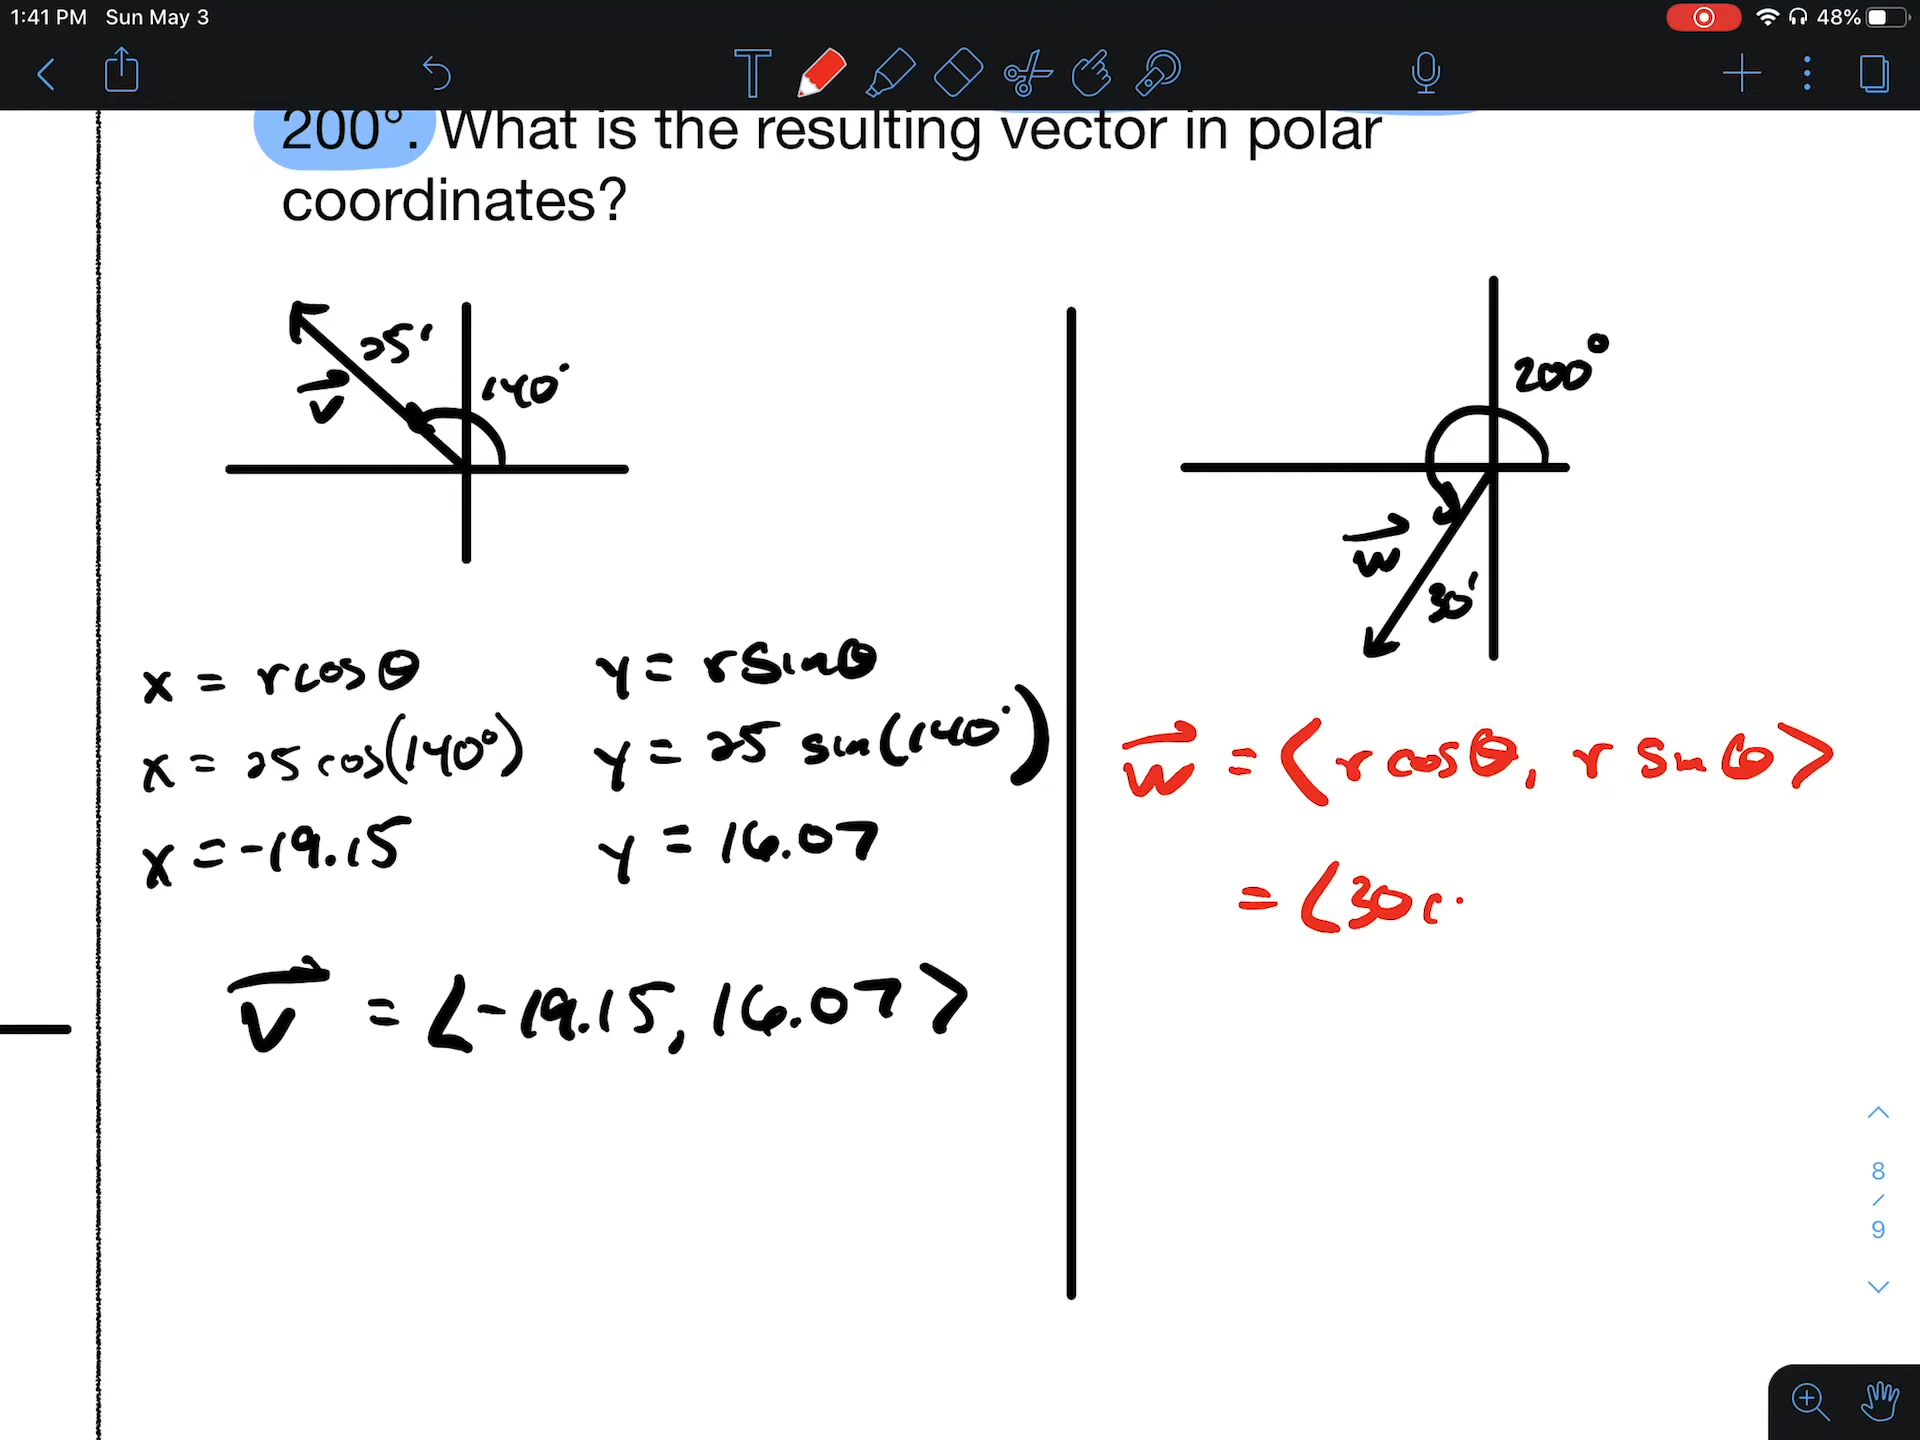 1:41 PM Sun May 3
48%
T
200°. What is the resulting vector in polar
coordinates?
25'
140°
v
200°
w
30'
x = r cos θ
y = r sin θ
x = 25 cos(140°)
y = 25 sin(140°)
x = -19.15
y = 16.07
v = ⟨-19.15, 16.07⟩
w = ⟨r cos θ, r sin θ⟩
= ⟨30 c
8
/
9